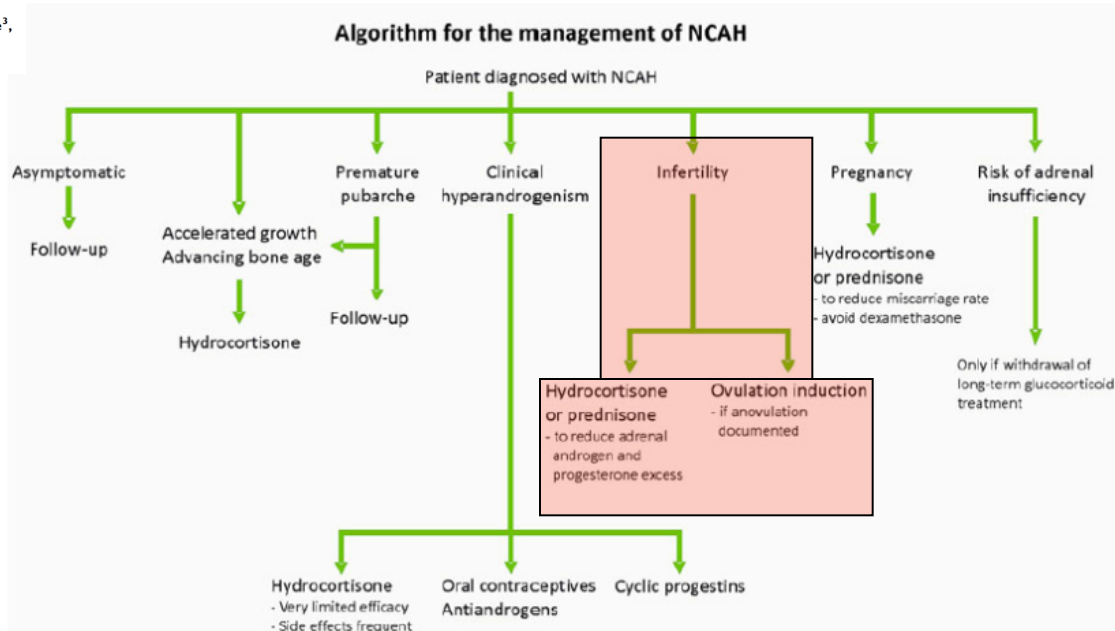 e³,
Algorithm for the management of NCAH
Patient diagnosed with NCAH
Asymptomatic
Follow-up
Accelerated growth
Advancing bone age
Hydrocortisone
Premature
pubarche
Follow-up
Clinical
hyperandrogenism
Hydrocortisone
- Very limited efficacy
- Side effects frequent
Oral contraceptives
Antiandrogens
Cyclic progestins
Infertility
Hydrocortisone
or prednisone
- to reduce adrenal
androgen and
progesterone excess
Ovulation induction
- if anovulation
documented
Pregnancy
Hydrocortisone
or prednisone
- to reduce miscarriage rate
- avoid dexamethasone
Risk of adrenal
insufficiency
Only if withdrawal of
long-term glucocorticoid
treatment